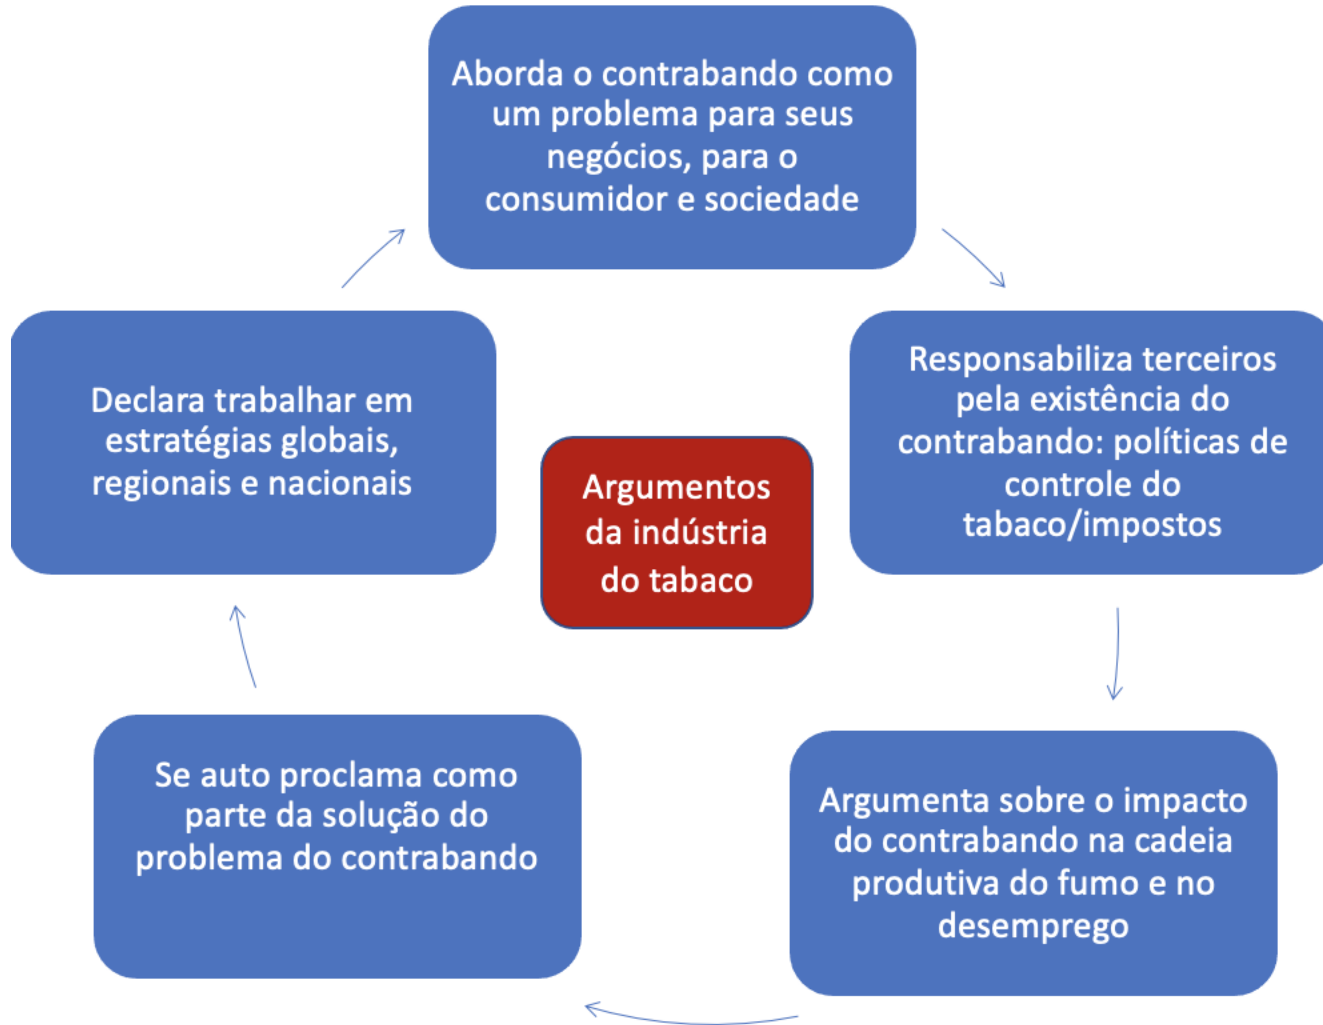 Aborda o contrabando como
um problema para seus
negócios, para o
consumidor e sociedade
Responsabiliza terceiros
pela existência do
contrabando: políticas de
controle do
tabaco/impostos
Argumenta sobre o impacto
do contrabando na cadeia
produtiva do fumo e no
desemprego
Se auto proclama como
parte da solução do
problema do contrabando
Declara trabalhar em
estratégias globais,
regionais e nacionais
Argumentos
da indústria
do tabaco